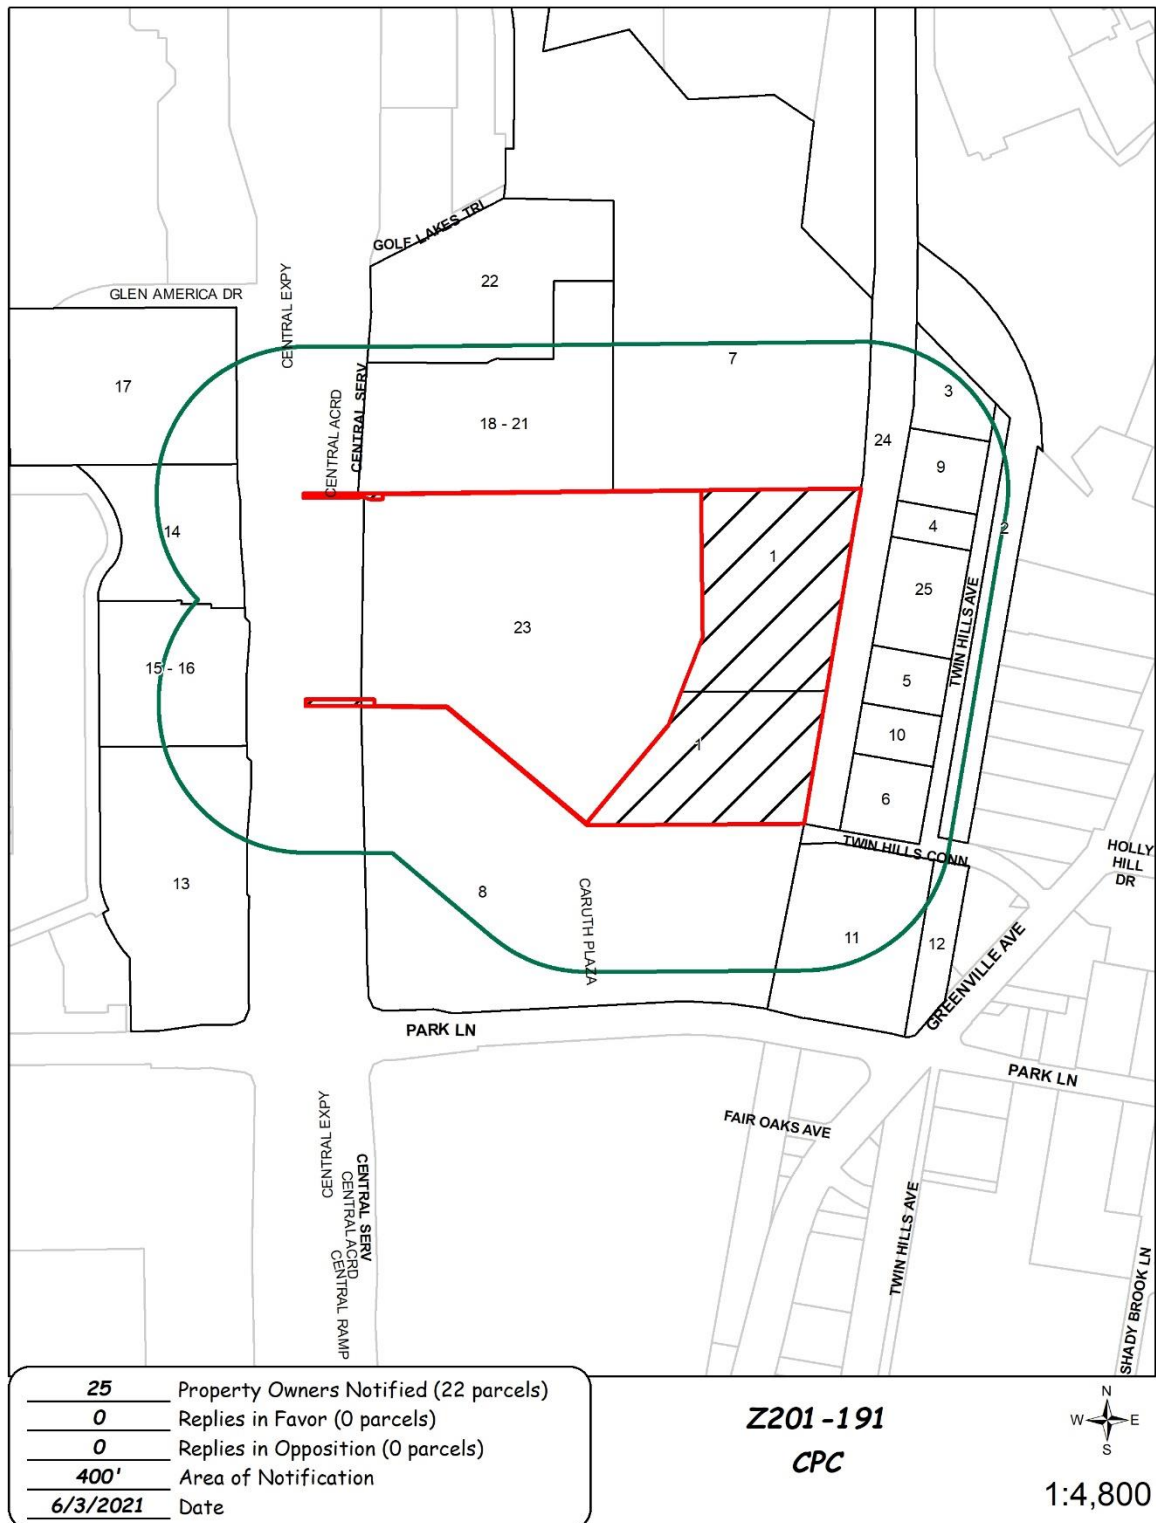 GOLF LAKES TRL
22
GLEN AMERICA DR
CENTRAL EXPY
7
17
CENTRAL SERV
CENTRAL ACRD
3
18 - 21
24
9
14
4
2
1
25
23
TWIN HILLS AVE
15 - 16
5
10
1
6
TWIN HILLS CONN
HOLLY
HILL
DR
13
8
CARUTH PLAZA
11
12
GREENVILLE AVE
PARK LN
PARK LN
FAIR OAKS AVE
CENTRAL EXPY
CENTRAL SERV
CENTRAL ACRD
CENTRAL RAMP
TWIN HILLS AVE
SHADY BROOK LN
25 Property Owners Notified (22 parcels)
0 Replies in Favor (0 parcels)
0 Replies in Opposition (0 parcels)
400' Area of Notification
6/3/2021 Date
Z201-191
CPC
N
W E
S
1:4,800